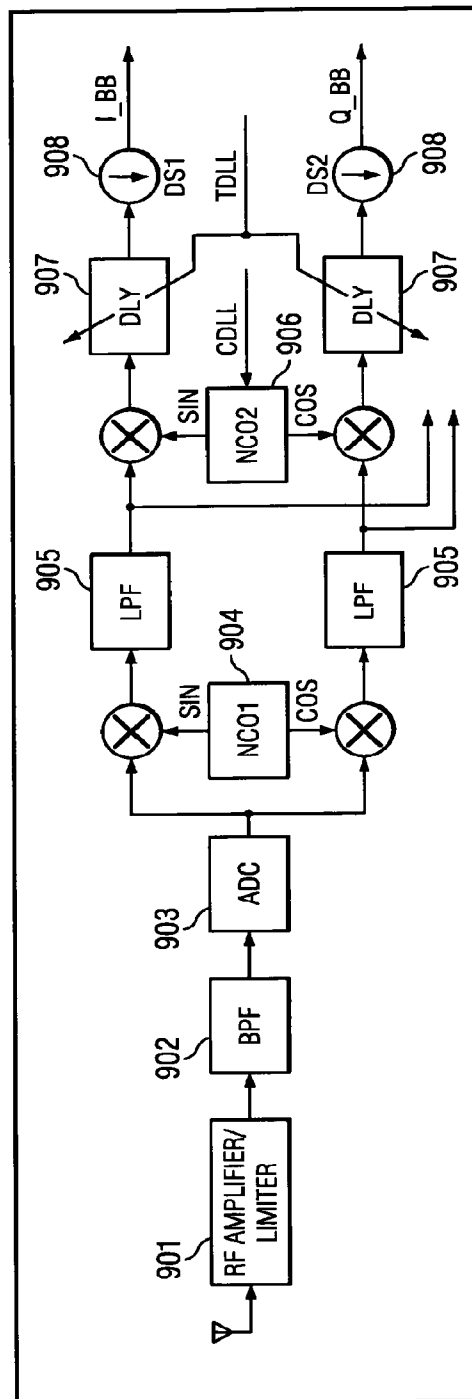 901
RF AMPLIFIER/
LIMITER
902
BPF
903
ADC
904
NCO1
SIN
COS
905
LPF
905
LPF
906
NCO2
SIN
COS
CDLL
TDLL
907
DLY
907
DLY
908
DS1
I_BB
908
DS2
Q_BB